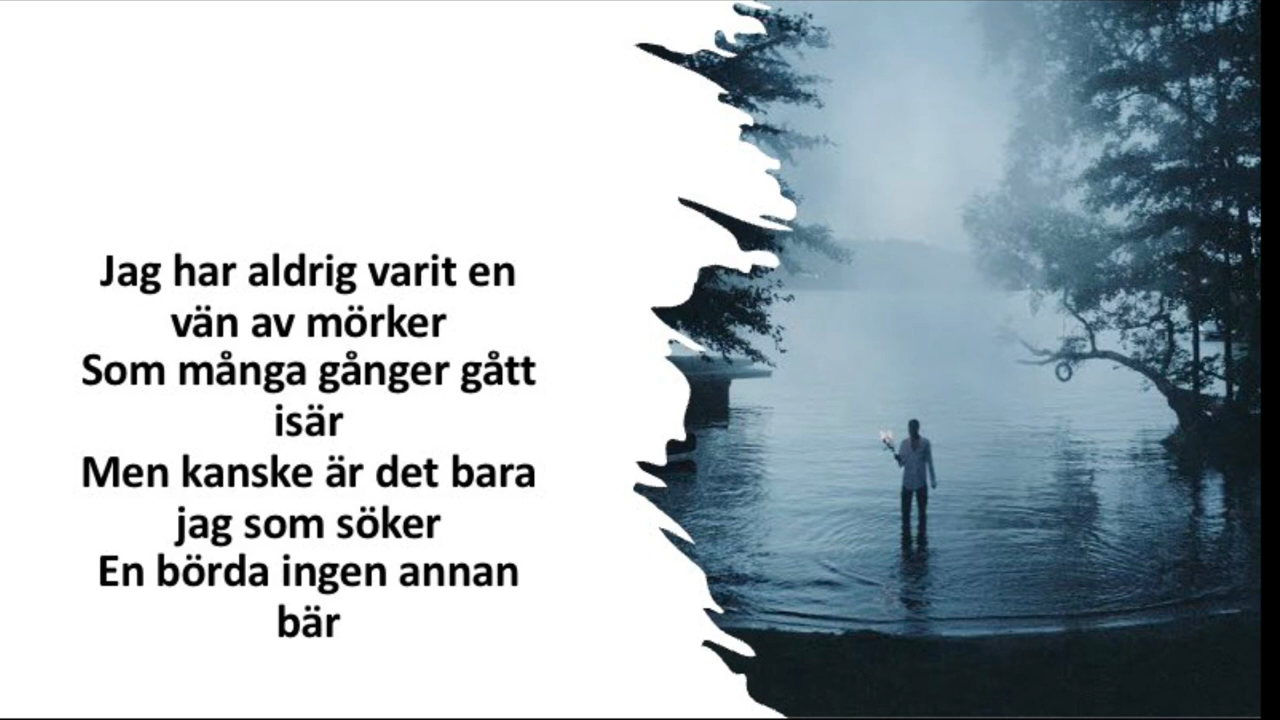 Jag har aldrig varit en
vän av mörker
Som många gånger gått
isär
Men kanske är det bara
jag som söker
En börda ingen annan
bär